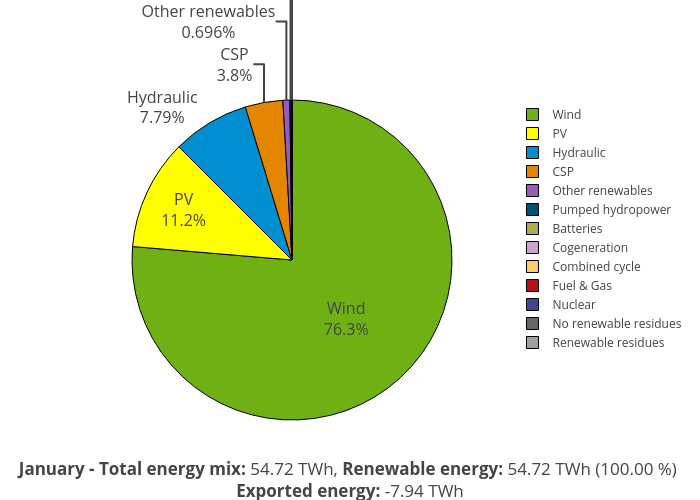 Other renewables
0.696%
CSP
3.8%
Hydraulic
7.79%
PV
11.2%
Wind
76.3%
Wind
PV
Hydraulic
CSP
Other renewables
Pumped hydropower
Batteries
Cogeneration
Combined cycle
Fuel & Gas
Nuclear
No renewable residues
Renewable residues
January - Total energy mix: 54.72 TWh, Renewable energy: 54.72 TWh (100.00 %)
Exported energy: -7.94 TWh